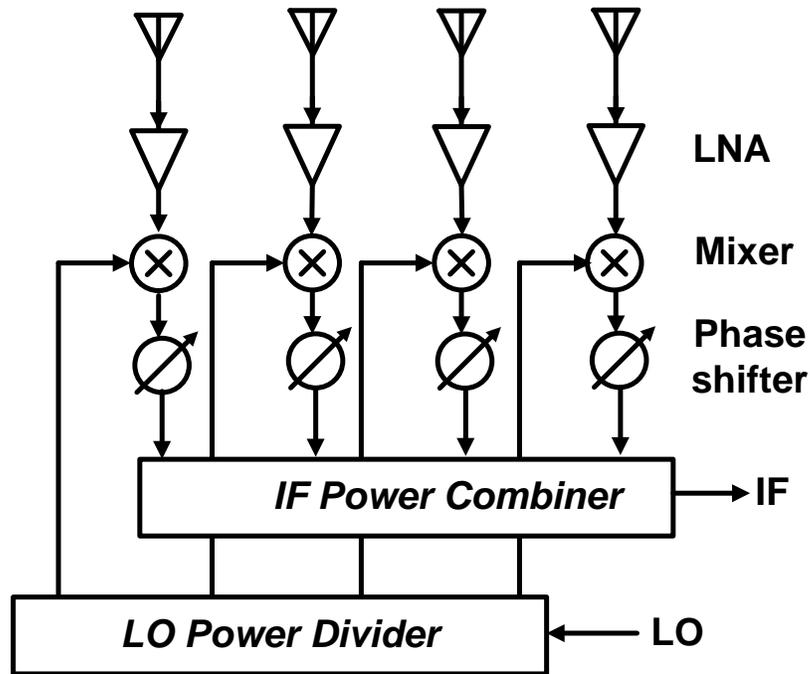 LNA
Mixer
Phase
shifter
IF Power Combiner
IF
LO Power Divider
LO